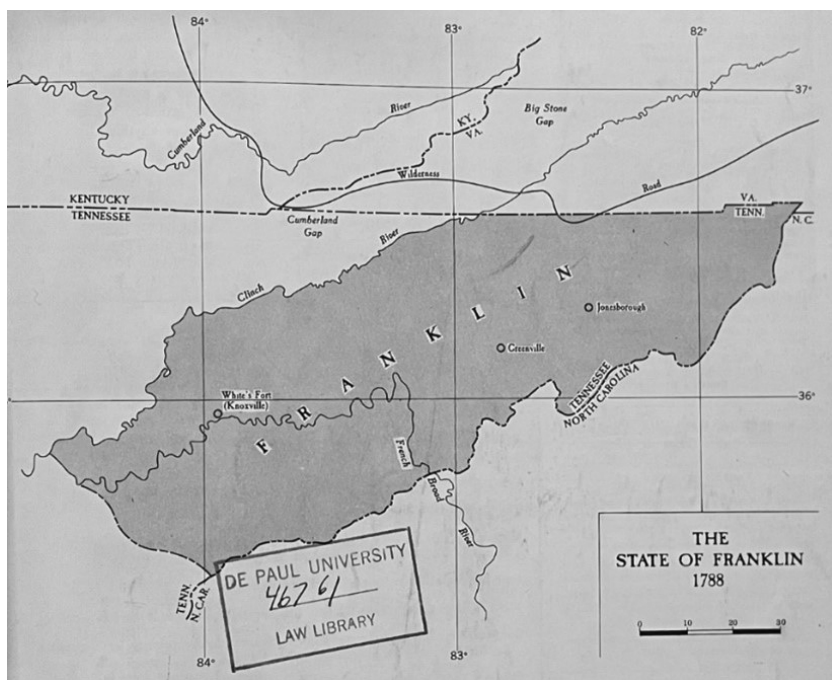 84°
83°
82°
37°
River
Cumberland
KY.
VA.
Big Stone
Gap
Wilderness
Road
KENTUCKY
TENNESSEE
Cumberland
Gap
VA.
TENN.
N. C.
River
Clinch
FRANKLIN
Jonesborough
Greenville
TENNESSEE
NORTH CAROLINA
36°
White's Fort
(Knoxville)
French
Broad
River
TENN.
N. CAR.
84°
83°
DE PAUL UNIVERSITY
46761
LAW LIBRARY
THE
STATE OF FRANKLIN
1788
0 10 20 30